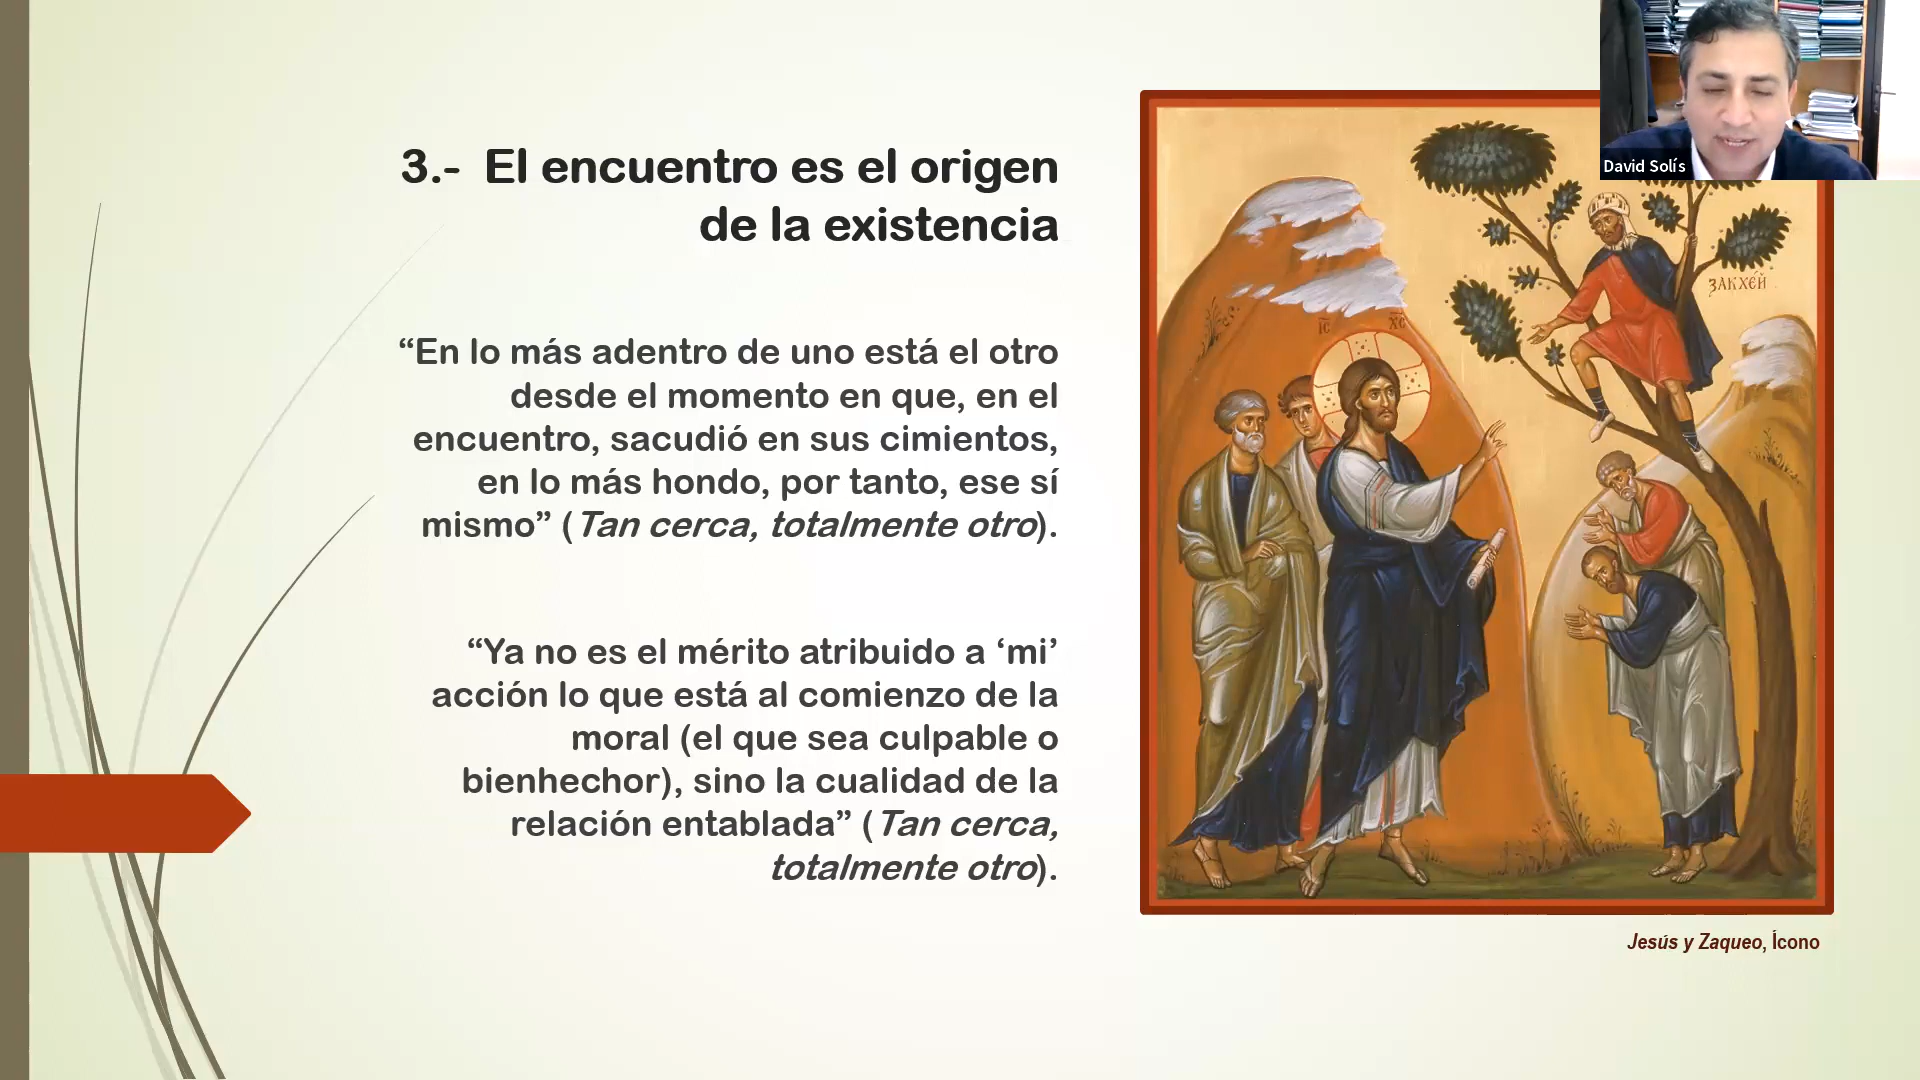 3.- El encuentro es el origen
de la existencia
“En lo más adentro de uno está el otro
desde el momento en que, en el
encuentro, sacudió en sus cimientos,
en lo más hondo, por tanto, ese sí
mismo” (Tan cerca, totalmente otro).
“Ya no es el mérito atribuido a ‘mi’
acción lo que está al comienzo de la
moral (el que sea culpable o
bienhechor), sino la cualidad de la
relación entablada” (Tan cerca,
totalmente otro).
David Solís
ЗАКХЕ́Й
IC XC
Jesús y Zaqueo, Ícono